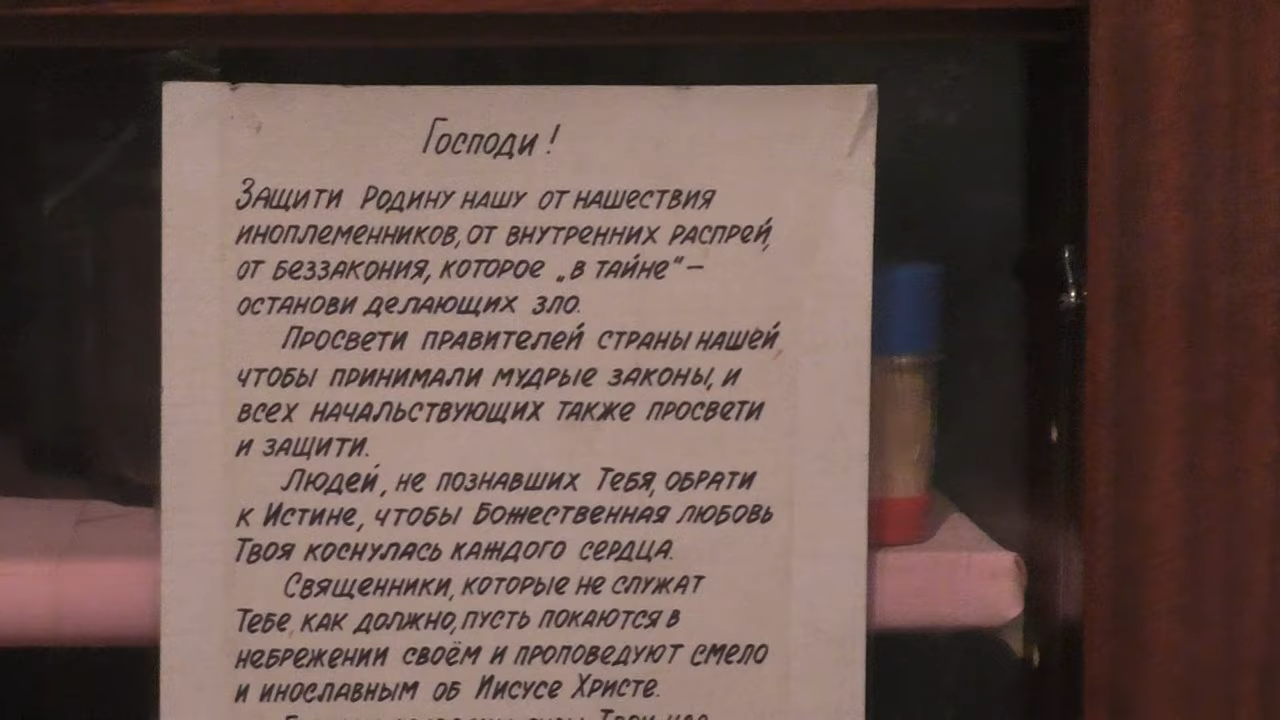 Господи!
Защити Родину нашу от нашествия
иноплеменников, от внутренних распрей,
от беззакония, которое „в тайне“ –
останови делающих зло.
Просвети правителей страны нашей,
чтобы принимали мудрые законы, и
всех начальствующих также просвети
и защити.
Людей, не познавших Тебя, обрати
к Истине, чтобы Божественная любовь
Твоя коснулась каждого сердца.
Священники, которые не служат
Тебе, как должно, пусть покаются в
небрежении своём и проповедуют смело
и инославным об Иисусе Христе.